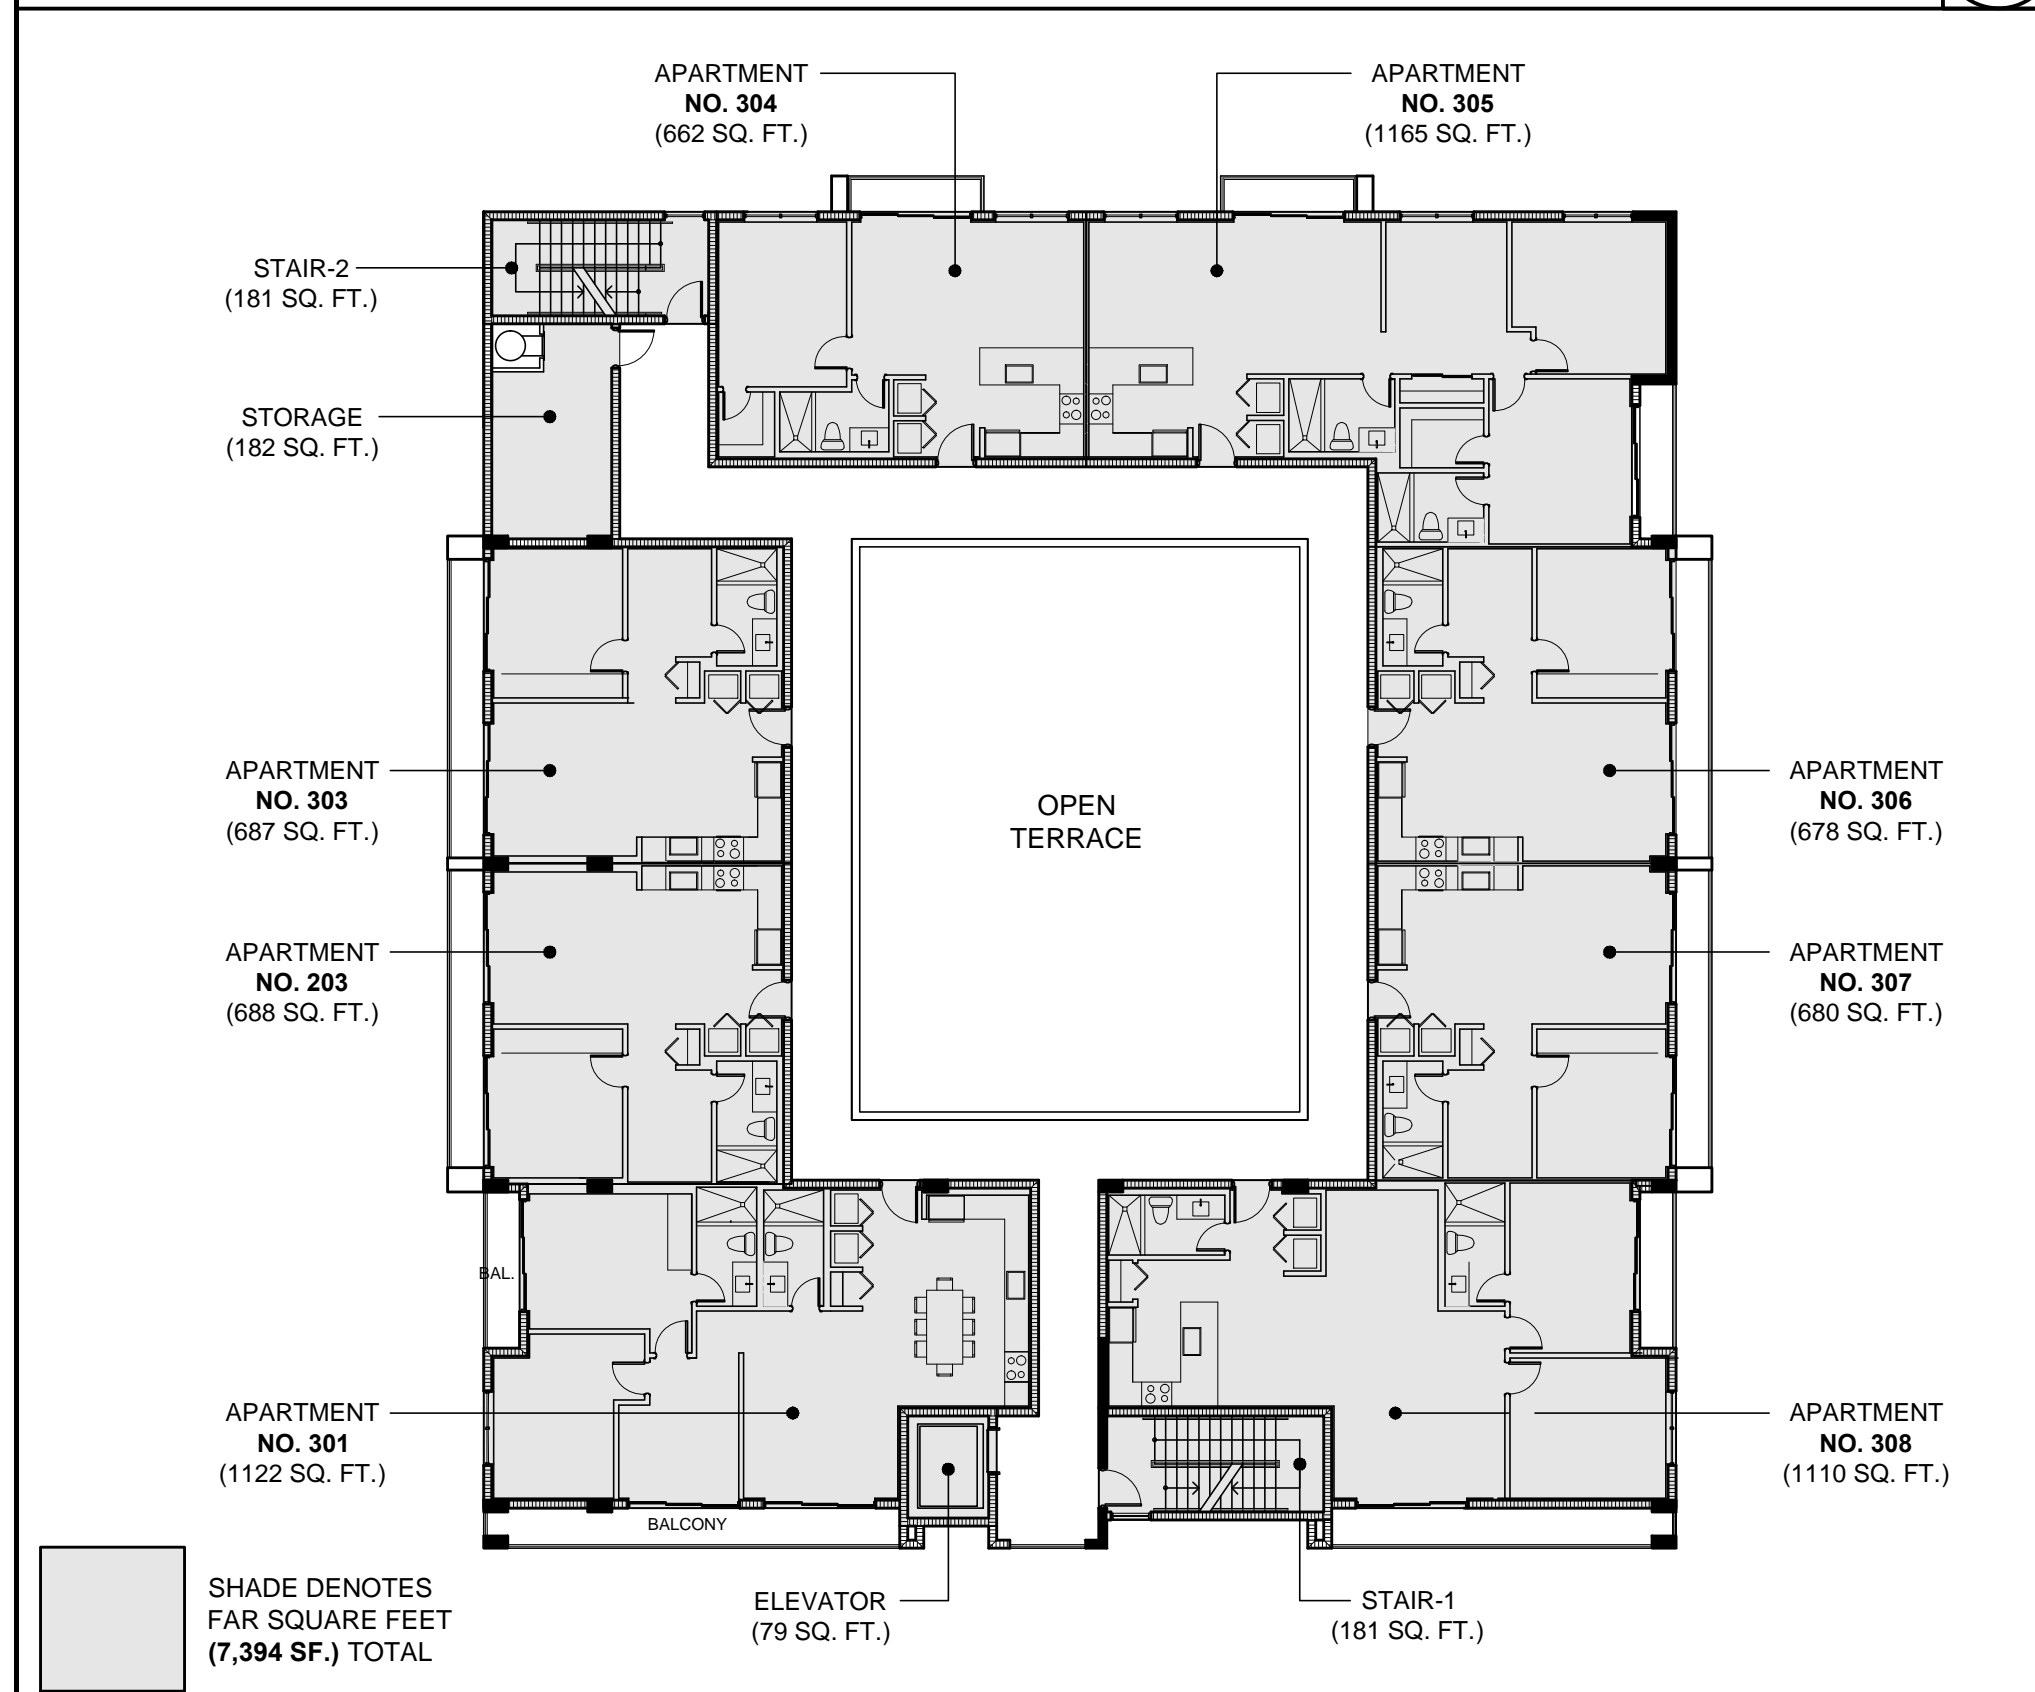 APARTMENT
NO. 304
(662 SQ. FT.)
APARTMENT
NO. 305
(1165 SQ. FT.)
STAIR-2
(181 SQ. FT.)
STORAGE
(182 SQ. FT.)
APARTMENT
NO. 303
(687 SQ. FT.)
OPEN
TERRACE
APARTMENT
NO. 306
(678 SQ. FT.)
APARTMENT
NO. 203
(688 SQ. FT.)
APARTMENT
NO. 307
(680 SQ. FT.)
BAL.
APARTMENT
NO. 301
(1122 SQ. FT.)
APARTMENT
NO. 308
(1110 SQ. FT.)
BALCONY
SHADE DENOTES
FAR SQUARE FEET
(7,394 SF.) TOTAL
ELEVATOR
(79 SQ. FT.)
STAIR-1
(181 SQ. FT.)